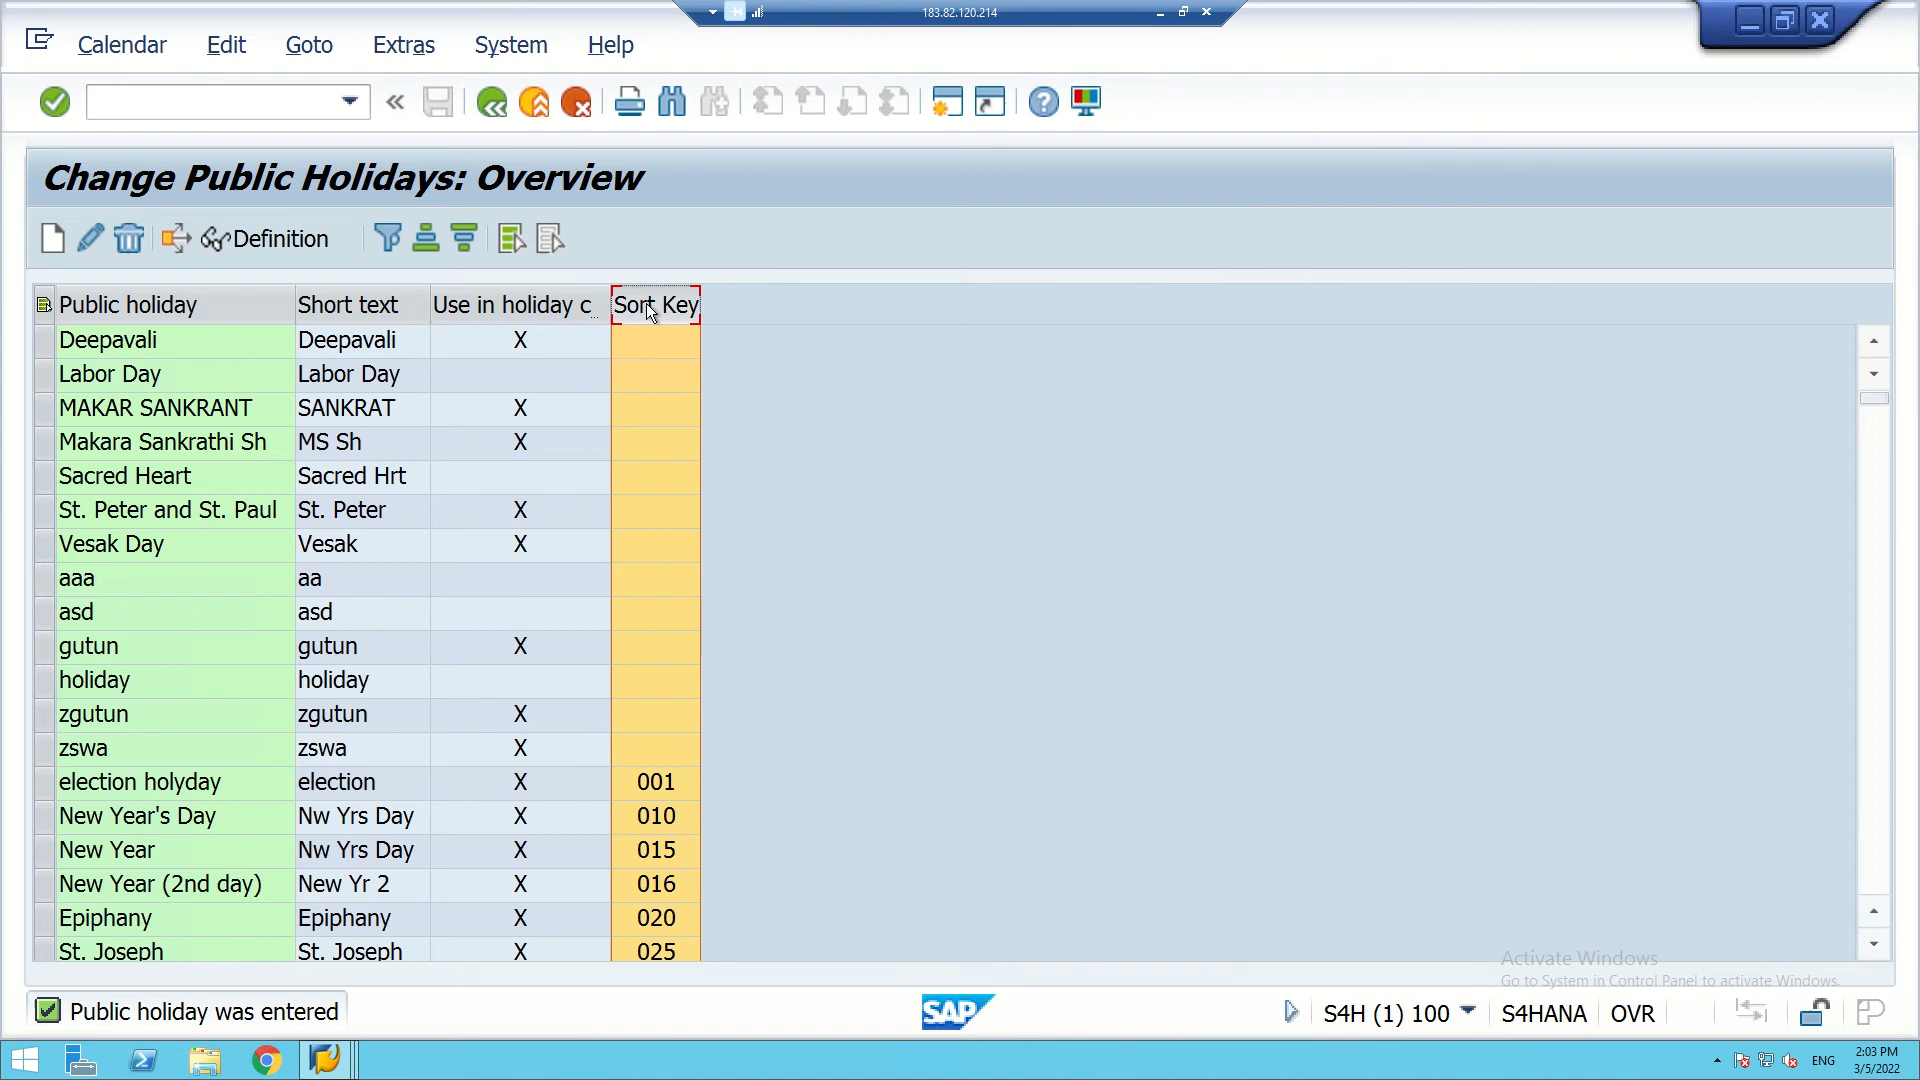 183.82.120.214
Calendar Edit Goto Extras System Help
Change Public Holidays: Overview
Definition
Public holiday Short text Use in holiday c... Sort Key
Deepavali Deepavali X
Labor Day Labor Day
MAKAR SANKRANT SANKRAT X
Makara Sankrathi Sh MS Sh X
Sacred Heart Sacred Hrt
St. Peter and St. Paul St. Peter X
Vesak Day Vesak X
aaa aa
asd asd
gutun gutun X
holiday holiday
zgutun zgutun X
zswa zswa X
election holyday election X 001
New Year's Day Nw Yrs Day X 010
New Year Nw Yrs Day X 015
New Year (2nd day) New Yr 2 X 016
Epiphany Epiphany X 020
St. Joseph St. Joseph X 025
Activate Windows
Go to System in Control Panel to activate Windows.
Public holiday was entered SAP S4H (1) 100 S4HANA OVR
ENG 2:03 PM
3/5/2022